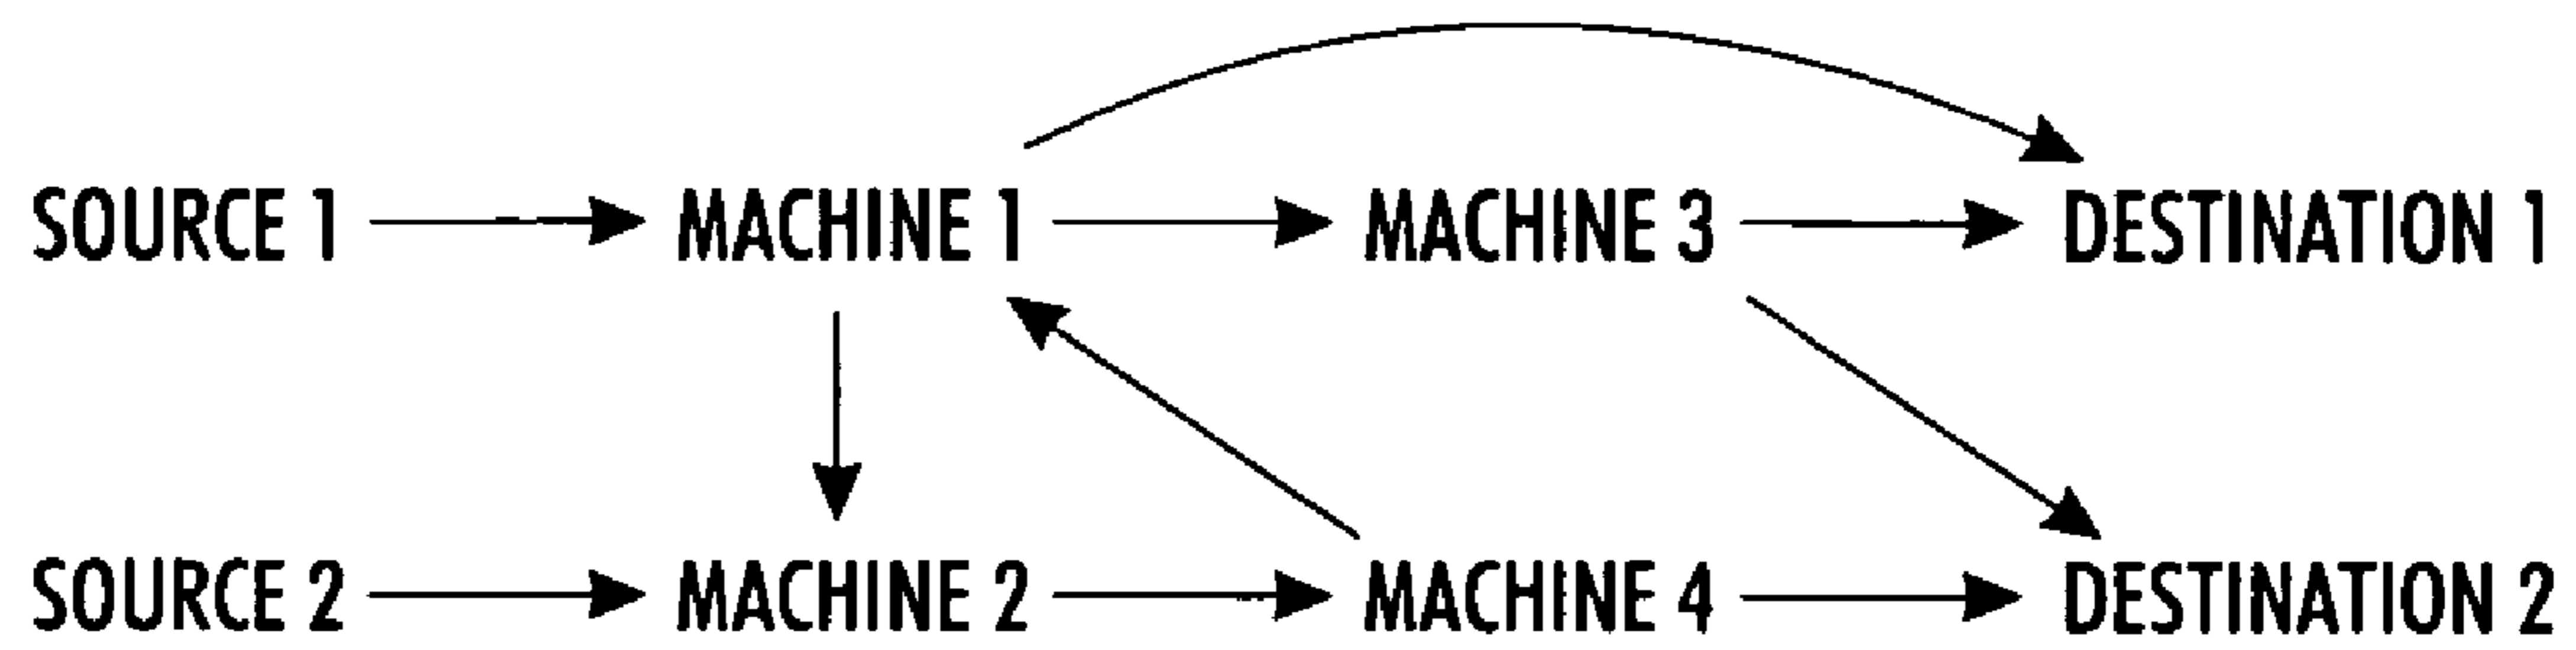 SOURCE 1 MACHINE 1 MACHINE 3 DESTINATION 1
SOURCE 2 MACHINE 2 MACHINE 4 DESTINATION 2